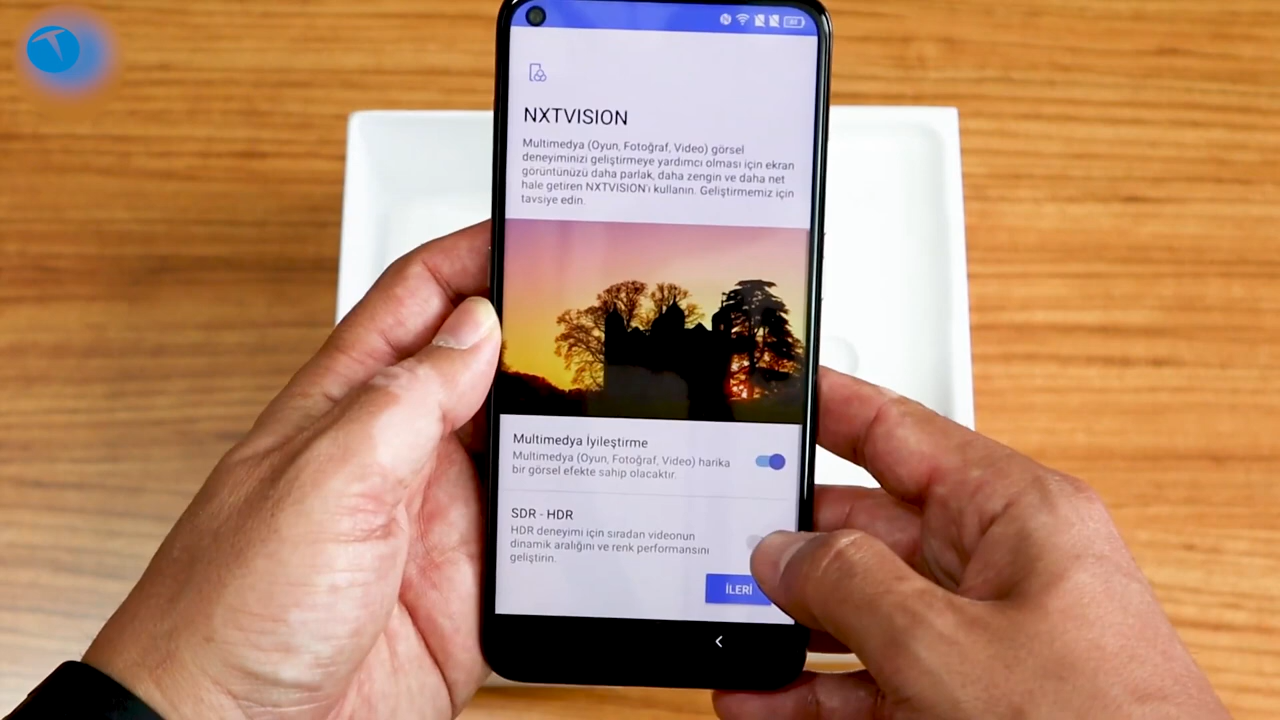 NXTVISION
Multimedya (Oyun, Fotoğraf, Video) görsel
deneyiminizi geliştirmeye yardımcı olması için ekran
görüntünüzü daha parlak, daha zengin ve daha net
hale getiren NXTVISION'ı kullanın. Geliştirmemiz için
tavsiye edin.
Multimedya İyileştirme
Multimedya (Oyun, Fotoğraf, Video) harika
bir görsel efekte sahip olacaktır.
SDR - HDR
HDR deneyimi için sıradan videonun
dinamik aralığını ve renk performansını
geliştirin.
İLERİ